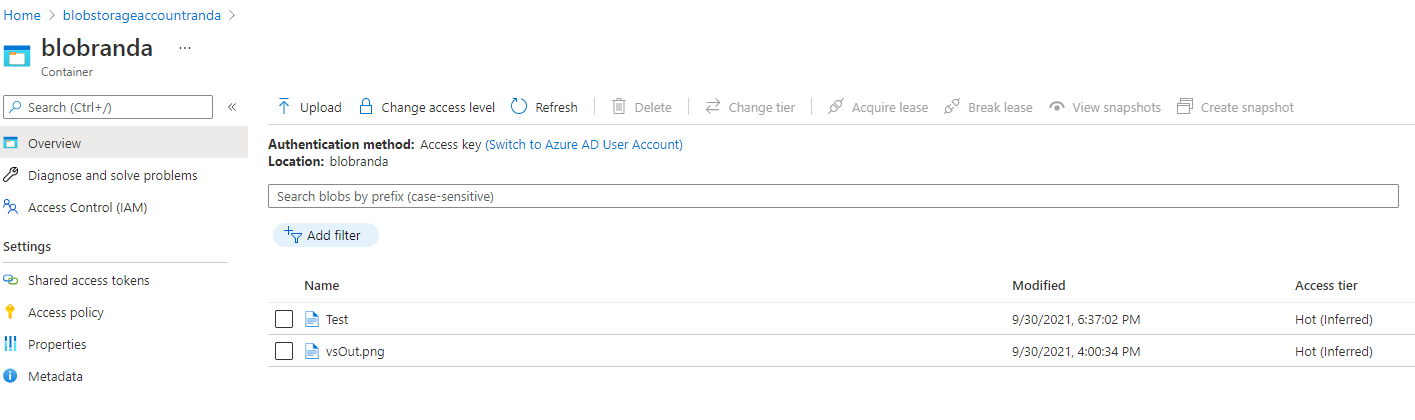 Home > blobstorageaccountranda >
blobranda ...
Container
Search (Ctrl+/) «
Upload Change access level Refresh Delete Change tier Acquire lease Break lease View snapshots Create snapshot
Overview
Diagnose and solve problems
Access Control (IAM)
Settings
Shared access tokens
Access policy
Properties
Metadata
Authentication method: Access key (Switch to Azure AD User Account)
Location: blobranda
Search blobs by prefix (case-sensitive)
Add filter
Name Modified Access tier
Test 9/30/2021, 6:37:02 PM Hot (Inferred)
vsOut.png 9/30/2021, 4:00:34 PM Hot (Inferred)